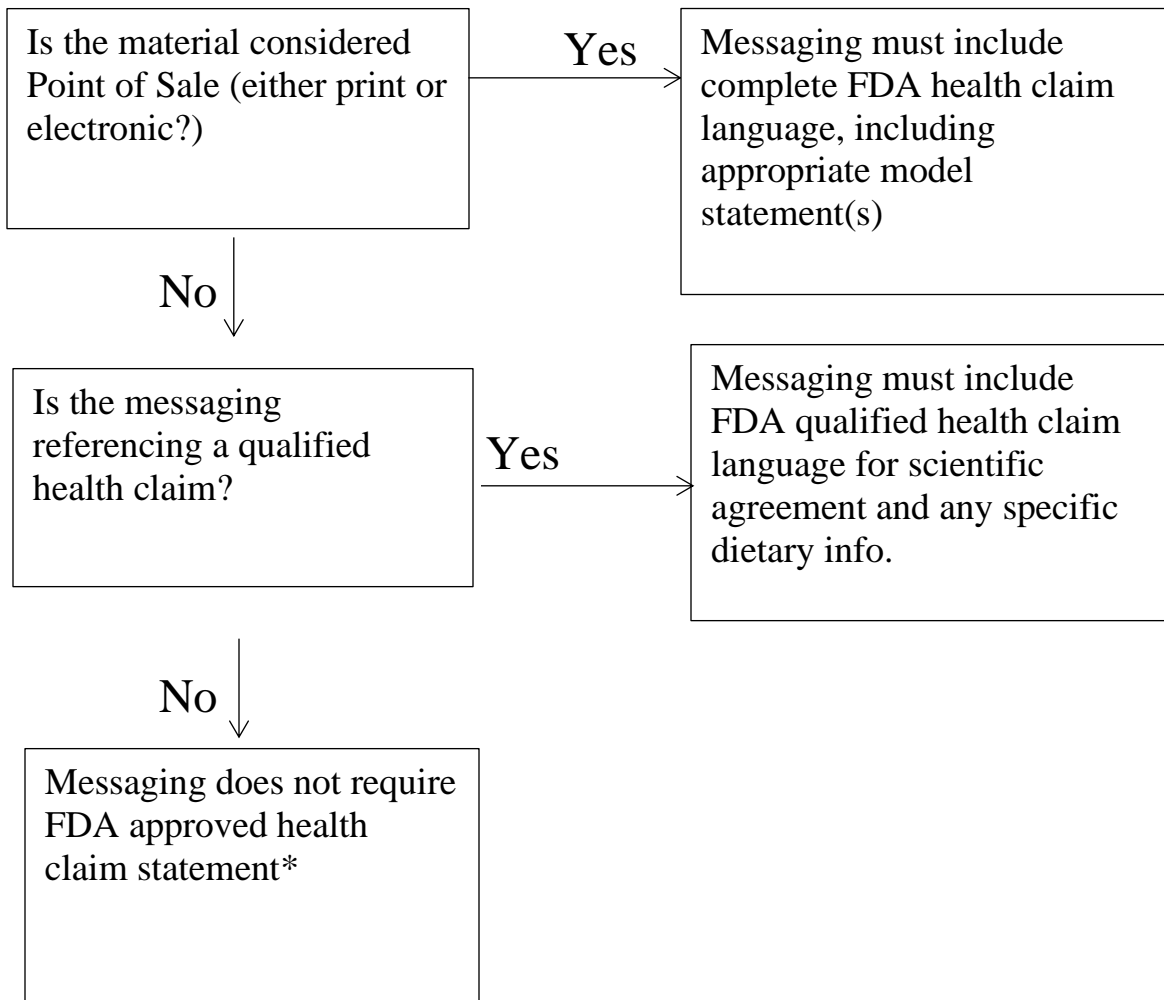 Is the material considered
Point of Sale (either print or
electronic?)
Yes
Messaging must include
complete FDA health claim
language, including
appropriate model
statement(s)
No
Is the messaging
referencing a qualified
health claim?
Yes
Messaging must include
FDA qualified health claim
language for scientific
agreement and any specific
dietary info.
No
Messaging does not require
FDA approved health
claim statement*